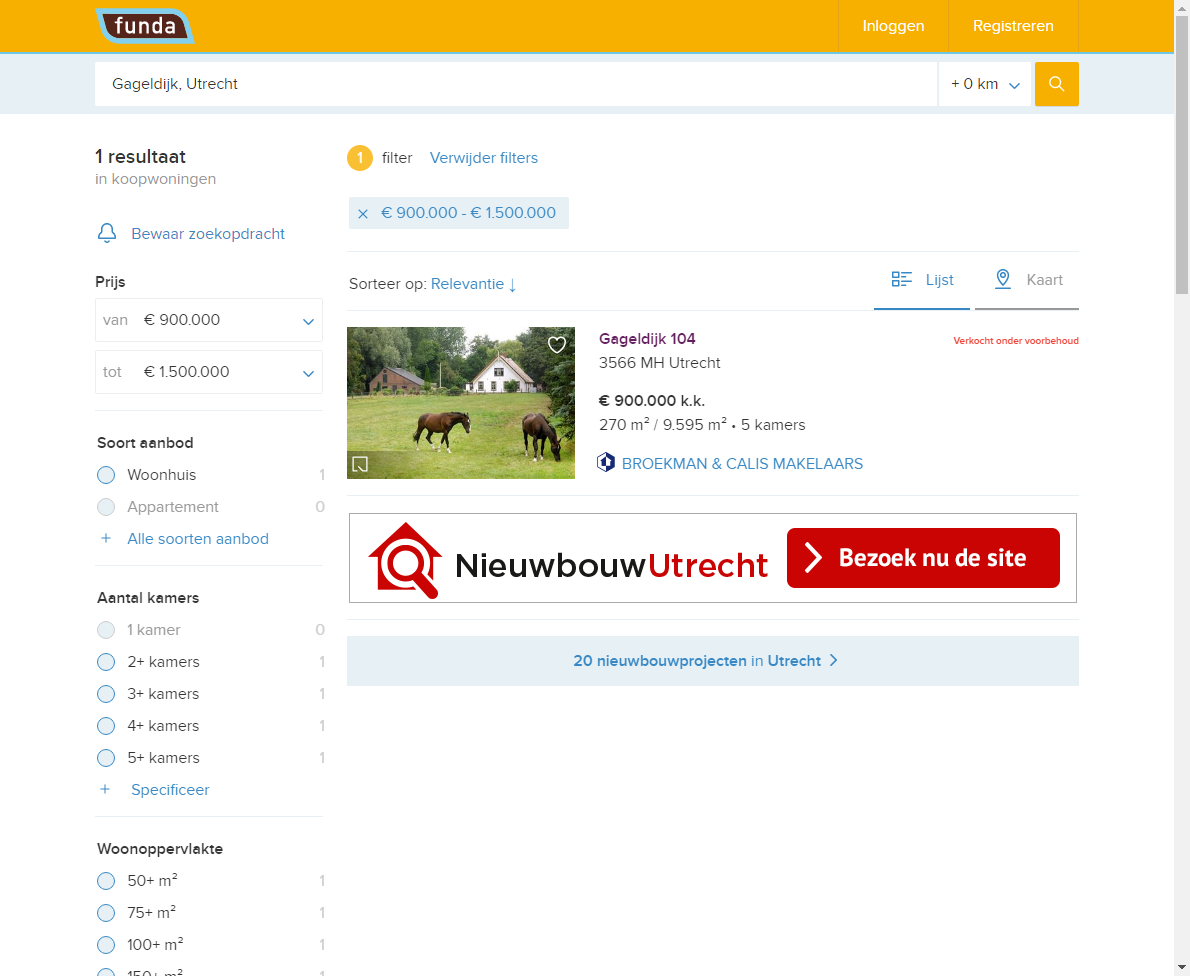 funda
Inloggen
Registreren
Gageldijk, Utrecht
+ 0 km
1 resultaat
in koopwoningen
Bewaar zoekopdracht
Prijs
van € 900.000
tot € 1.500.000
Soort aanbod
Woonhuis 1
Appartement 0
+ Alle soorten aanbod
Aantal kamers
1 kamer 0
2+ kamers 1
3+ kamers 1
4+ kamers 1
5+ kamers 1
+ Specificeer
Woonoppervlakte
50+ m² 1
75+ m² 1
100+ m² 1
150+ m² 1
1 filter Verwijder filters
× € 900.000 - € 1.500.000
Sorteer op: Relevantie ↓
Lijst
Kaart
Gageldijk 104
Verkocht onder voorbehoud
3566 MH Utrecht
€ 900.000 k.k.
270 m² / 9.595 m² • 5 kamers
BROEKMAN & CALIS MAKELAARS
NieuwbouwUtrecht
Bezoek nu de site
20 nieuwbouwprojecten in Utrecht